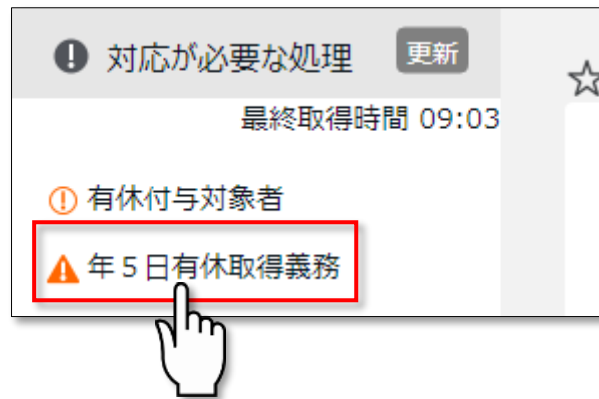 対応が必要な処理 更新
最終取得時間 09:03
有休付与対象者
年5日有休取得義務